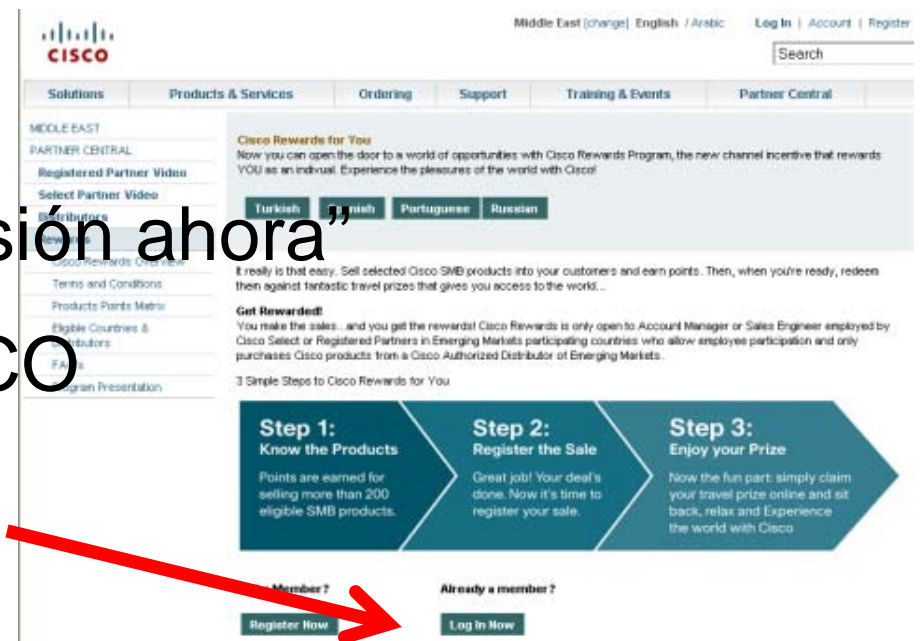 Middle East [change] English / Arabic Log In | Account | Register
CISCO
Search
Solutions Products & Services Ordering Support Training & Events Partner Central
MIDDLE EAST
PARTNER CENTRAL
Registered Partner Video
Select Partner Video
Distributors
Rewards
Cisco Rewards Overview
Terms and Conditions
Products Points Matrix
Eligible Countries &
Distributors
FAQs
Program Presentation
sión ahora”
CO
Cisco Rewards for You
Now you can open the door to a world of opportunities with Cisco Rewards Program, the new channel incentive that rewards
YOU as an indivual. Experience the pleasures of the world with Cisco!
Turkish Spanish Portuguese Russian
It really is that easy. Sell selected Cisco SMB products into your customers and earn points. Then, when you're ready, redeem
them against fantastic travel prizes that gives you access to the world...
Get Rewarded!
You make the sales...and you get the rewards! Cisco Rewards is only open to Account Manager or Sales Engineer employed by
Cisco Select or Registered Partners in Emerging Markets participating countries who allow employee participation and only
purchases Cisco products from a Cisco Authorized Distributor of Emerging Markets.
3 Simple Steps to Cisco Rewards for You
Step 1:
Know the Products
Points are earned for
selling more than 200
eligible SMB products.
Step 2:
Register the Sale
Great job! Your deal's
done. Now it's time to
register your sale.
Step 3:
Enjoy your Prize
Now the fun part: simply claim
your travel prize online and sit
back, relax and Experience
the world with Cisco
Member?
Register Now
Already a member?
Log In Now